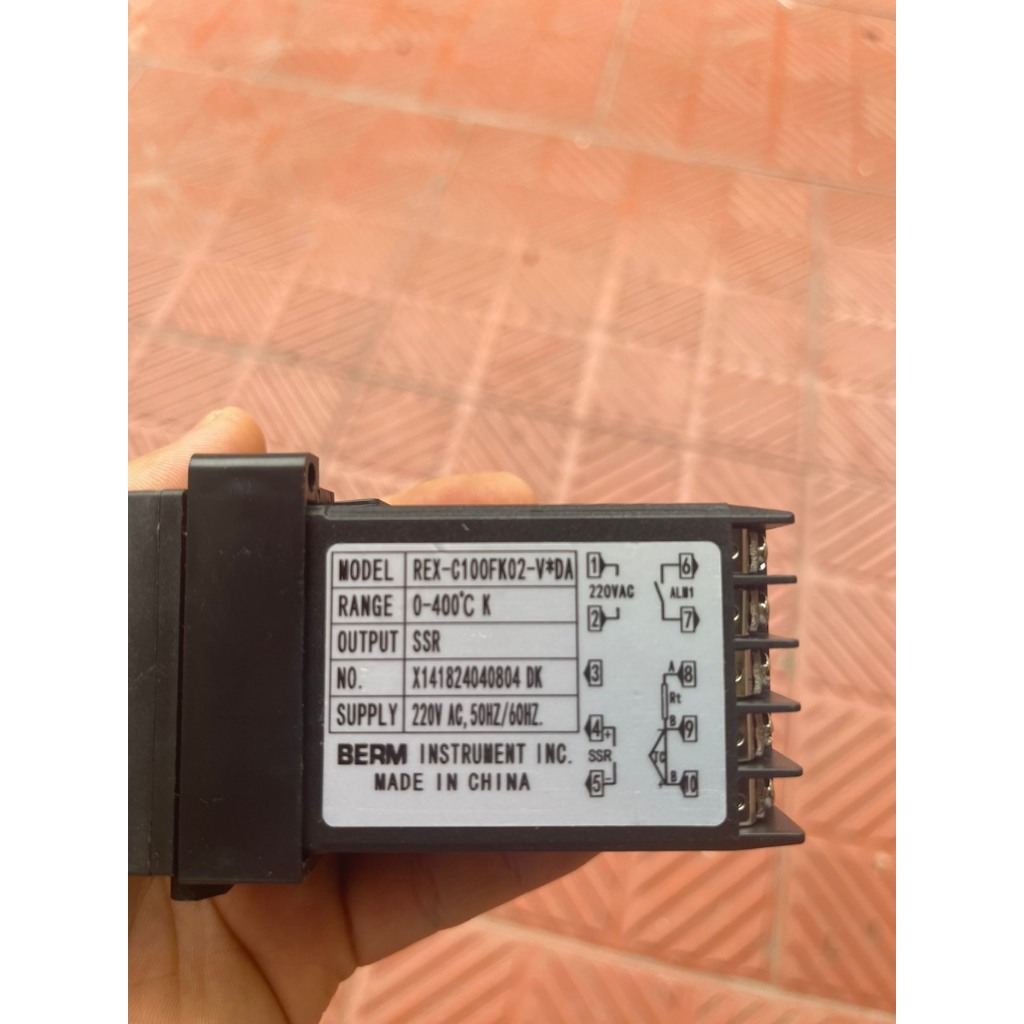 MODEL REX-C100FK02-V*DA
RANGE 0-400℃ K
OUTPUT SSR
NO. X141824040804 DK
SUPPLY 220V AC, 50HZ/60HZ.
BERM INSTRUMENT INC.
MADE IN CHINA
1 6
220VAC ALM1
2 7
3 A 8
Rt
4 + B 9
SSR TC
5 - B 10
+